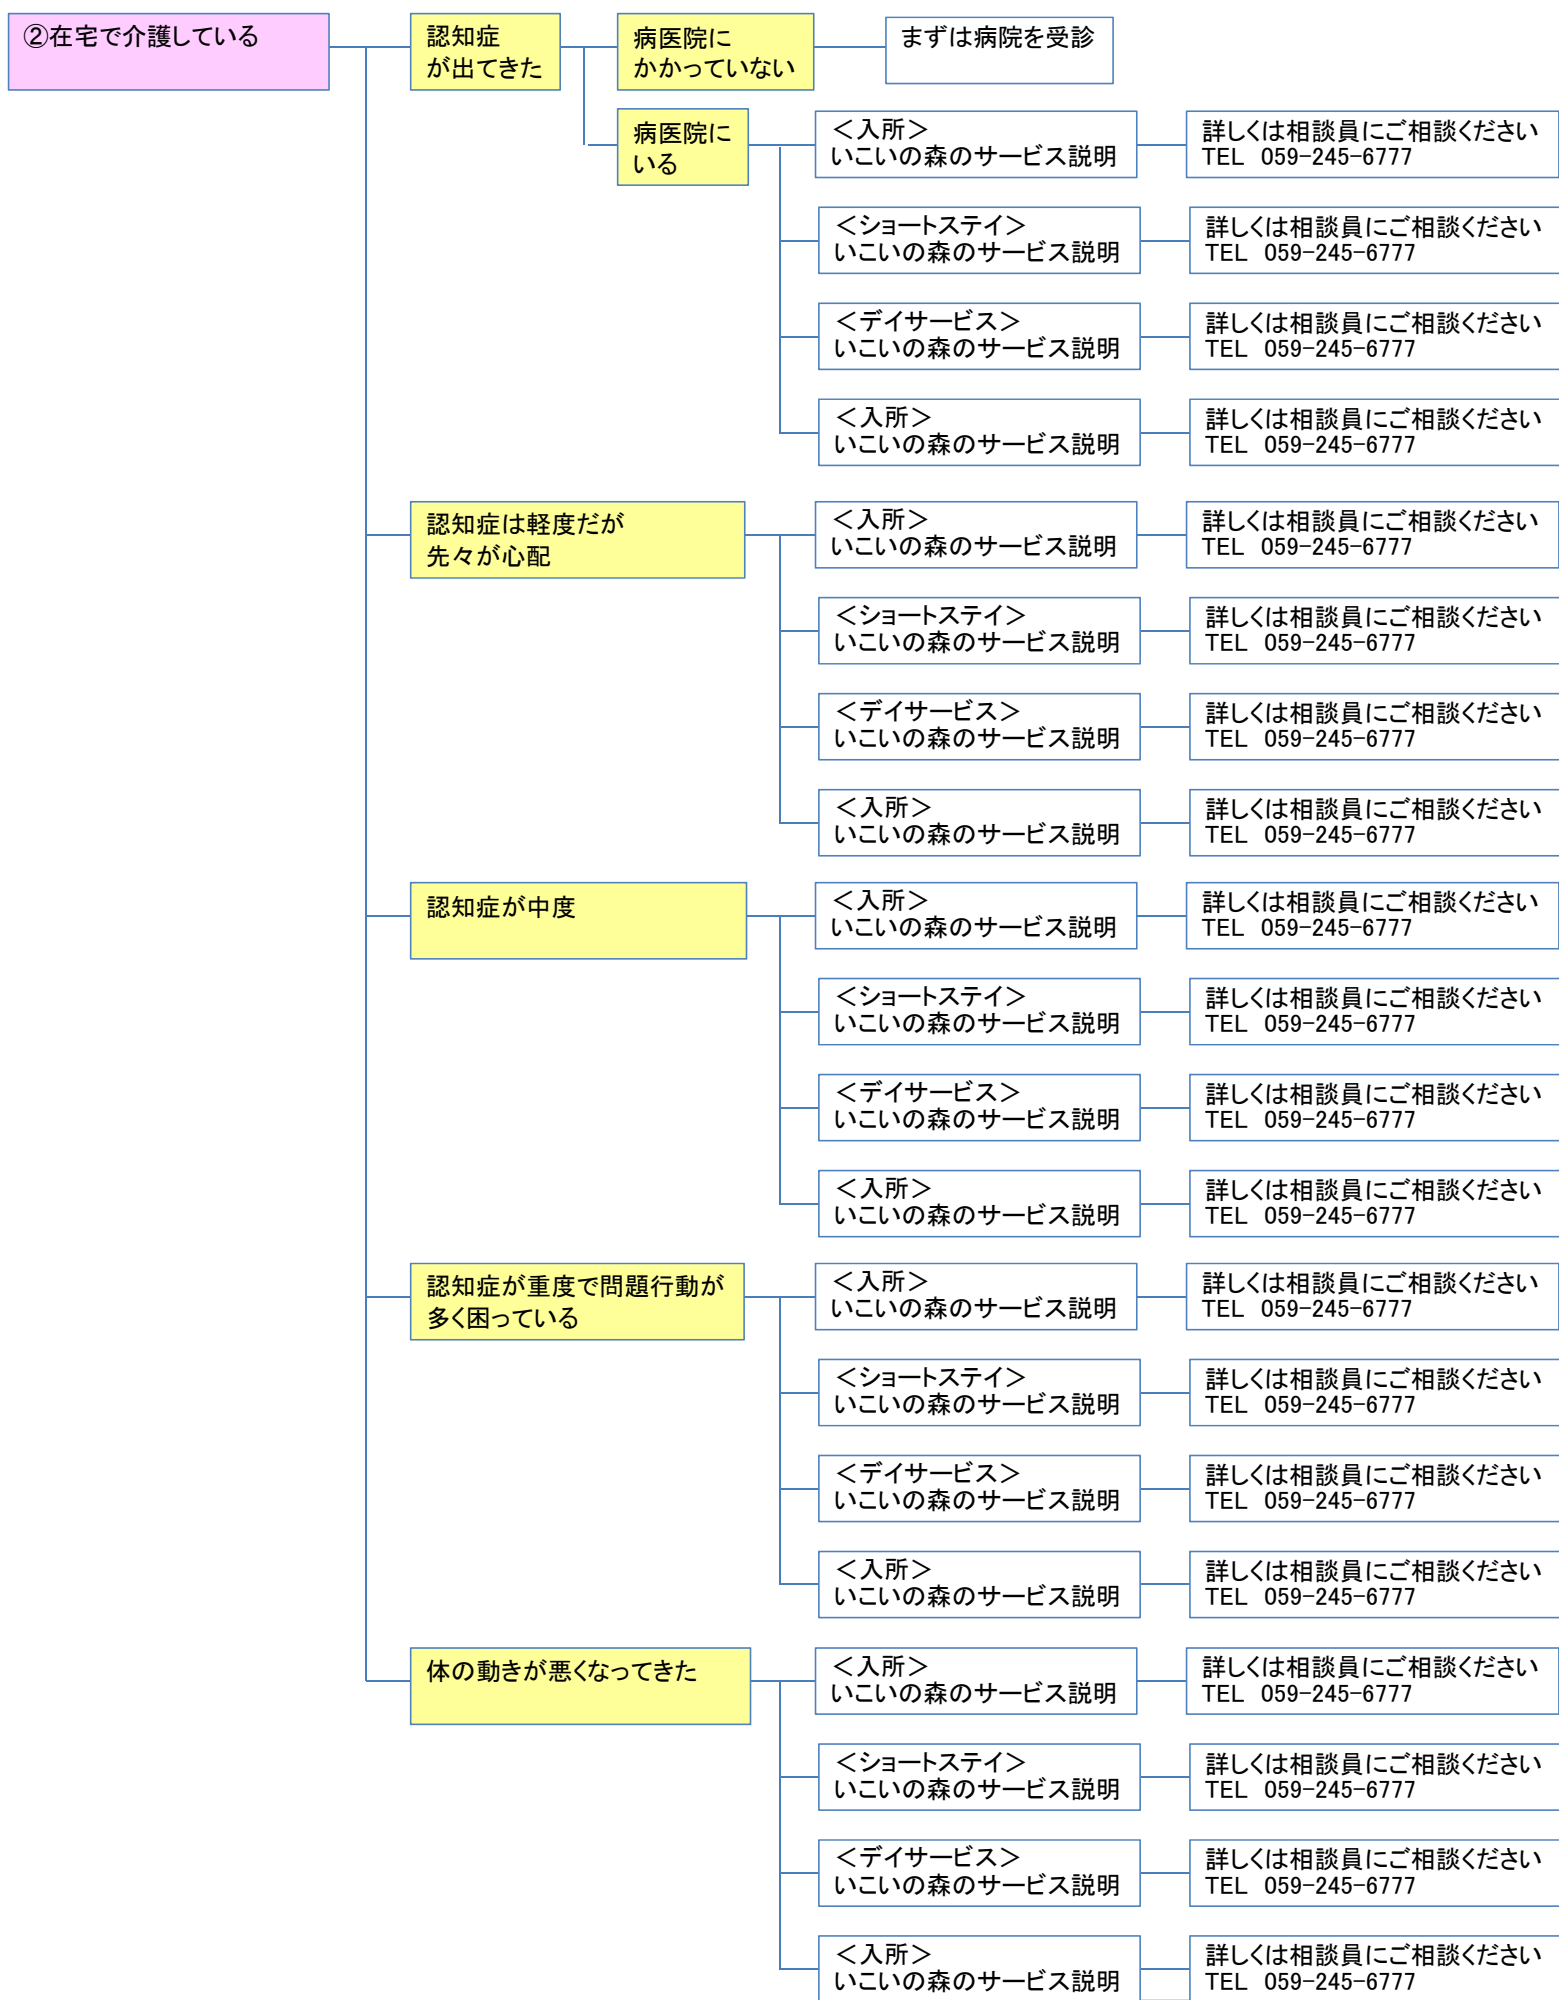 ②在宅で介護している
認知症
が出てきた
病医院に
かかっていない
まずは病院を受診
病医院に
いる
＜入所＞
いこいの森のサービス説明
詳しくは相談員にご相談ください
TEL 059-245-6777
＜ショートステイ＞
いこいの森のサービス説明
詳しくは相談員にご相談ください
TEL 059-245-6777
＜デイサービス＞
いこいの森のサービス説明
詳しくは相談員にご相談ください
TEL 059-245-6777
＜入所＞
いこいの森のサービス説明
詳しくは相談員にご相談ください
TEL 059-245-6777
認知症は軽度だが
先々が心配
＜入所＞
いこいの森のサービス説明
詳しくは相談員にご相談ください
TEL 059-245-6777
＜ショートステイ＞
いこいの森のサービス説明
詳しくは相談員にご相談ください
TEL 059-245-6777
＜デイサービス＞
いこいの森のサービス説明
詳しくは相談員にご相談ください
TEL 059-245-6777
＜入所＞
いこいの森のサービス説明
詳しくは相談員にご相談ください
TEL 059-245-6777
認知症が中度
＜入所＞
いこいの森のサービス説明
詳しくは相談員にご相談ください
TEL 059-245-6777
＜ショートステイ＞
いこいの森のサービス説明
詳しくは相談員にご相談ください
TEL 059-245-6777
＜デイサービス＞
いこいの森のサービス説明
詳しくは相談員にご相談ください
TEL 059-245-6777
＜入所＞
いこいの森のサービス説明
詳しくは相談員にご相談ください
TEL 059-245-6777
認知症が重度で問題行動が
多く困っている
＜入所＞
いこいの森のサービス説明
詳しくは相談員にご相談ください
TEL 059-245-6777
＜ショートステイ＞
いこいの森のサービス説明
詳しくは相談員にご相談ください
TEL 059-245-6777
＜デイサービス＞
いこいの森のサービス説明
詳しくは相談員にご相談ください
TEL 059-245-6777
＜入所＞
いこいの森のサービス説明
詳しくは相談員にご相談ください
TEL 059-245-6777
体の動きが悪くなってきた
＜入所＞
いこいの森のサービス説明
詳しくは相談員にご相談ください
TEL 059-245-6777
＜ショートステイ＞
いこいの森のサービス説明
詳しくは相談員にご相談ください
TEL 059-245-6777
＜デイサービス＞
いこいの森のサービス説明
詳しくは相談員にご相談ください
TEL 059-245-6777
＜入所＞
いこいの森のサービス説明
詳しくは相談員にご相談ください
TEL 059-245-6777